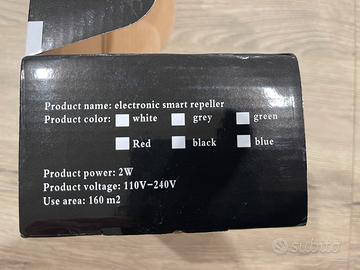 Product name: electronic smart repeller
Product color: white grey green
Red black blue
Product power: 2W
Product voltage: 110V-240V
Use area: 160 m2
subito